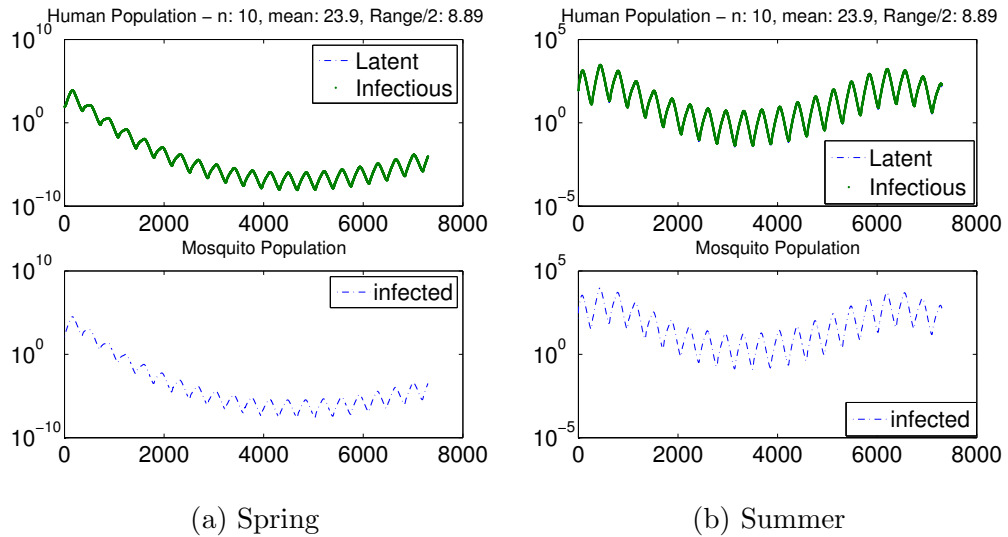 Human Population – n: 10, mean: 23.9, Range/2: 8.89
10^10
10^0
10^-10
Latent
Infectious
0 2000 4000 6000 8000
Mosquito Population
10^10
10^0
10^-10
infected
0 2000 4000 6000 8000
(a) Spring
Human Population – n: 10, mean: 23.9, Range/2: 8.89
10^5
10^0
10^-5
Latent
Infectious
0 2000 4000 6000 8000
Mosquito Population
10^5
10^0
10^-5
infected
0 2000 4000 6000 8000
(b) Summer